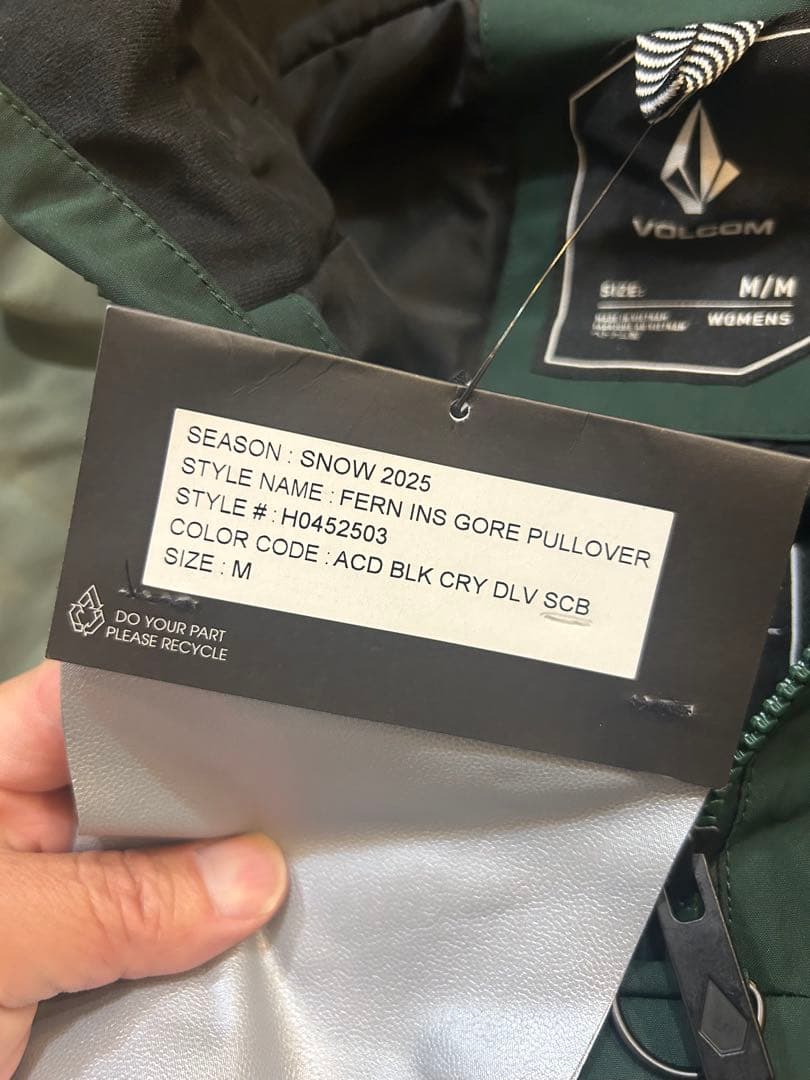 VOLCOM
SIZE: M/M
WOMENS
SEASON : SNOW 2025
STYLE NAME : FERN INS GORE PULLOVER
STYLE # : H0452503
COLOR CODE : ACD BLK CRY DLV SCB
SIZE : M
DO YOUR PART
PLEASE RECYCLE